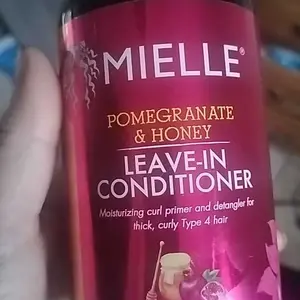 MIELLE®
POMEGRANATE
& HONEY
LEAVE-IN
CONDITIONER
Moisturizing curl primer and detangler for
thick, curly Type 4 hair